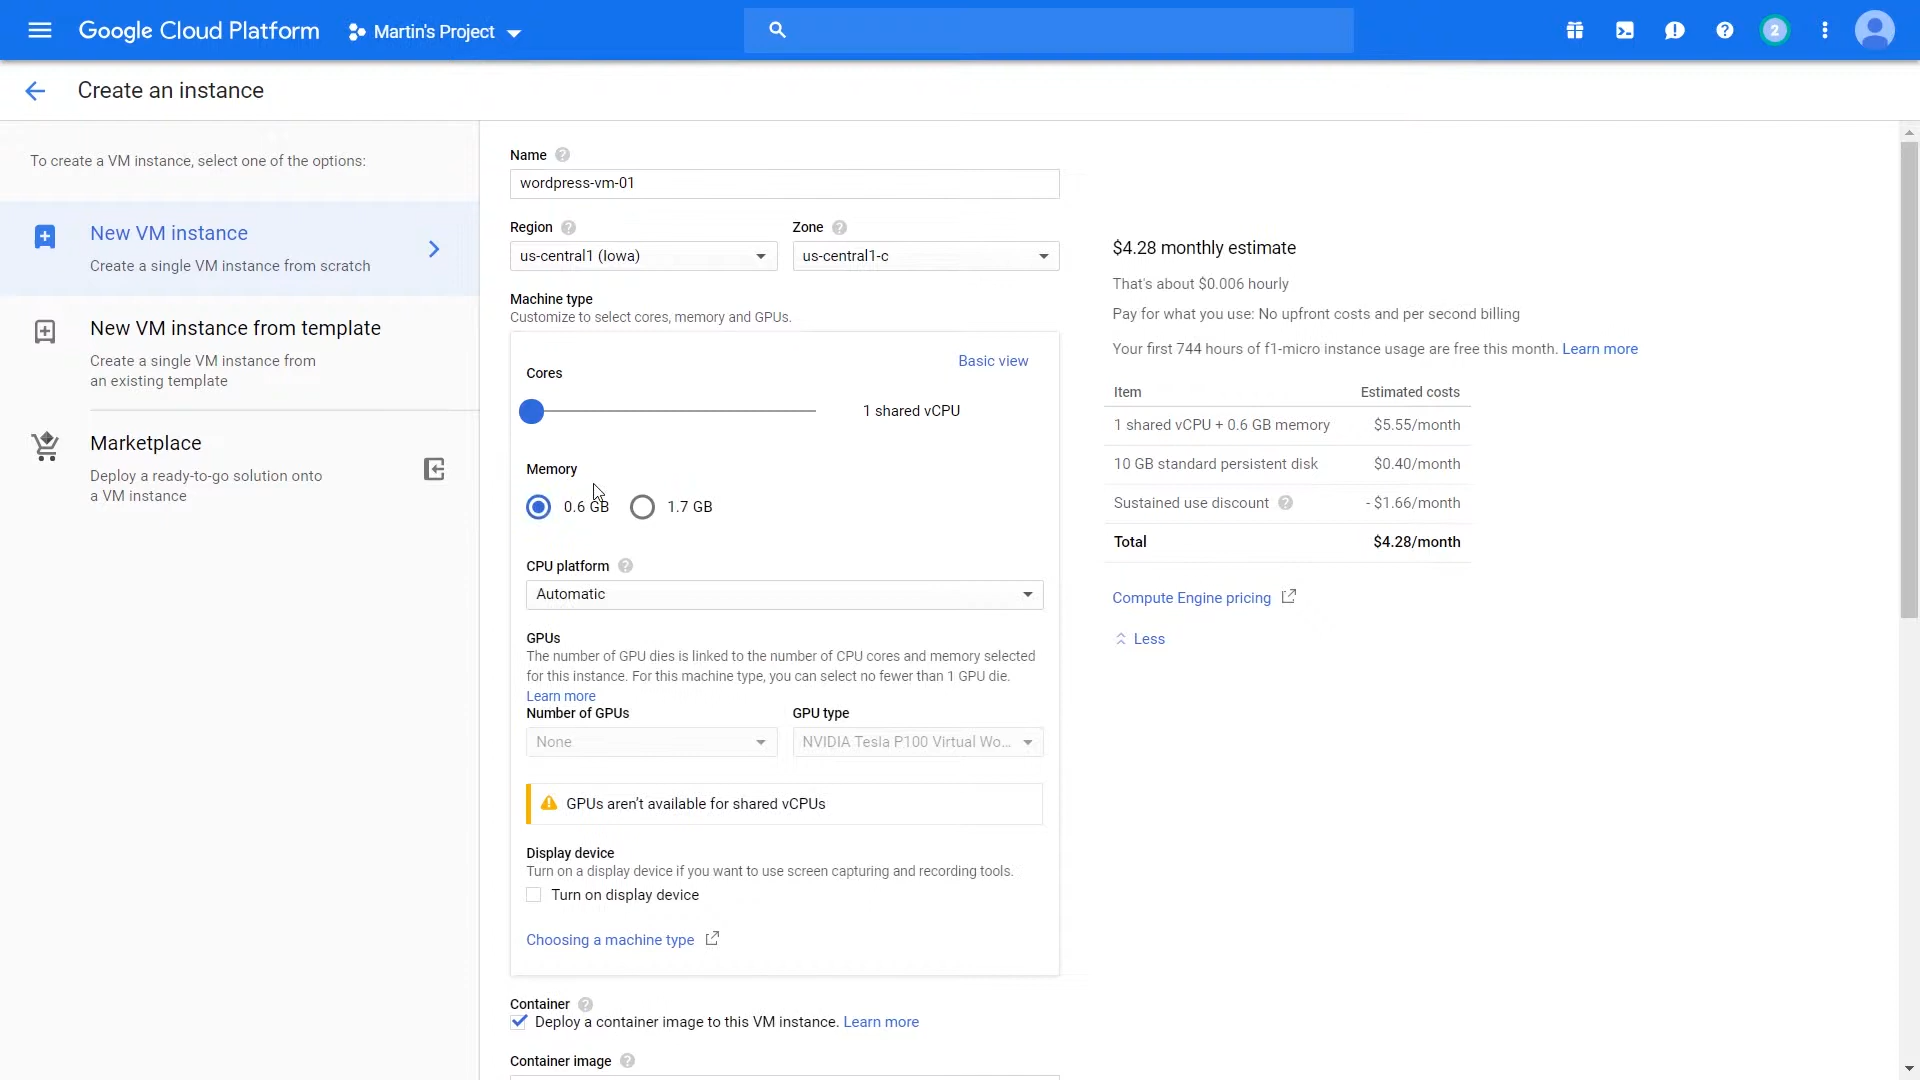 Google Cloud Platform
Martin's Project
2
Create an instance
To create a VM instance, select one of the options:
New VM instance
Create a single VM instance from scratch
New VM instance from template
Create a single VM instance from
an existing template
Marketplace
Deploy a ready-to-go solution onto
a VM instance
Name
wordpress-vm-01
Region
Zone
us-central1 (Iowa)
us-central1-c
Machine type
Customize to select cores, memory and GPUs.
Basic view
Cores
1 shared vCPU
Memory
0.6 GB
1.7 GB
CPU platform
Automatic
GPUs
The number of GPU dies is linked to the number of CPU cores and memory selected
for this instance. For this machine type, you can select no fewer than 1 GPU die.
Learn more
Number of GPUs
GPU type
None
NVIDIA Tesla P100 Virtual Wo...
GPUs aren't available for shared vCPUs
Display device
Turn on a display device if you want to use screen capturing and recording tools.
Turn on display device
Choosing a machine type
Container
Deploy a container image to this VM instance. Learn more
Container image
$4.28 monthly estimate
That's about $0.006 hourly
Pay for what you use: No upfront costs and per second billing
Your first 744 hours of f1-micro instance usage are free this month. Learn more
Item Estimated costs
1 shared vCPU + 0.6 GB memory $5.55/month
10 GB standard persistent disk $0.40/month
Sustained use discount - $1.66/month
Total $4.28/month
Compute Engine pricing
Less